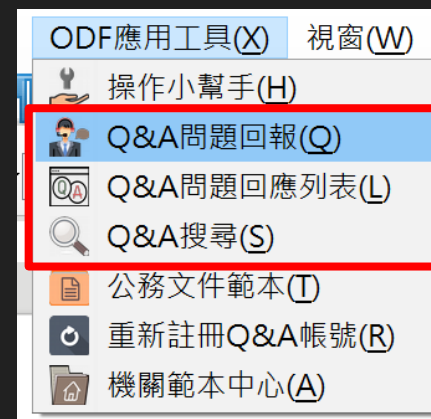 ODF應用工具(X) 視窗(W)
操作小幫手(H)
Q&A問題回報(Q)
Q&A問題回應列表(L)
Q&A搜尋(S)
公務文件範本(T)
重新註冊Q&A帳號(R)
機關範本中心(A)